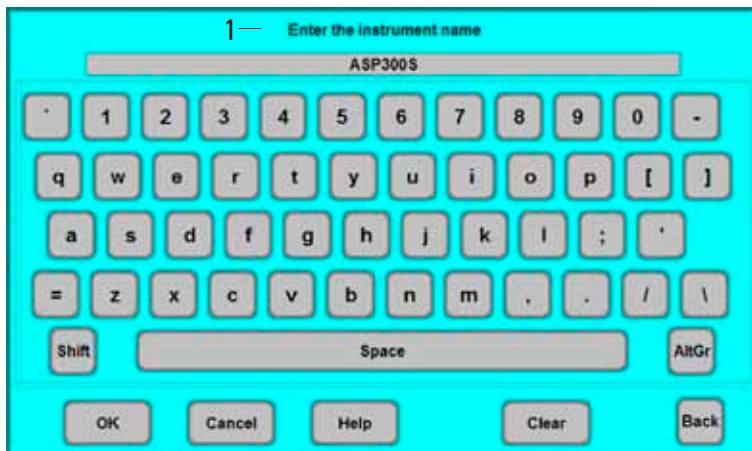 1 Enter the instrument name
ASP300S
` 1 2 3 4 5 6 7 8 9 0 -
q w e r t y u i o p [ ]
a s d f g h j k l ; '
= z x c v b n m , . / \
Shift Space AltGr
OK Cancel Help Clear Back